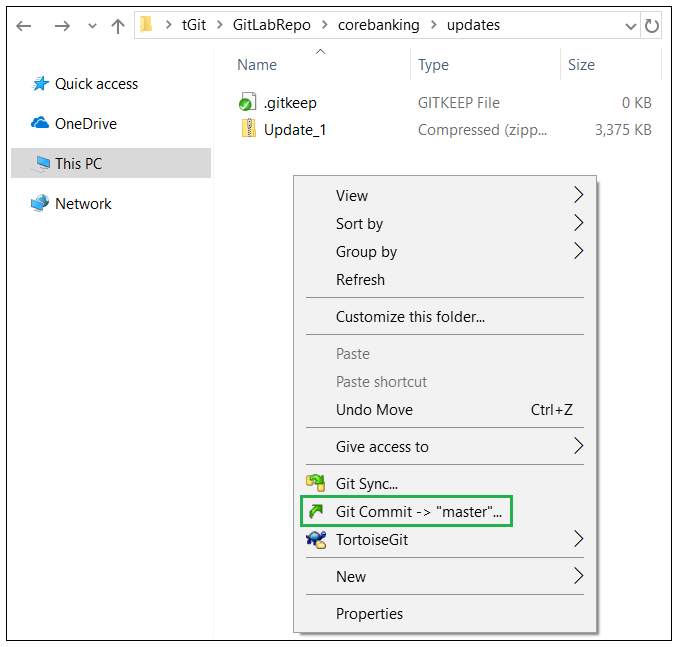 tGit > GitLabRepo > corebanking > updates
Name Type Size
Quick access
.gitkeep GITKEEP File 0 KB
OneDrive
Update_1 Compressed (zipp... 3,375 KB
This PC
Network
View
Sort by
Group by
Refresh
Customize this folder...
Paste
Paste shortcut
Undo Move Ctrl+Z
Give access to
Git Sync...
Git Commit -> "master"...
TortoiseGit
New
Properties